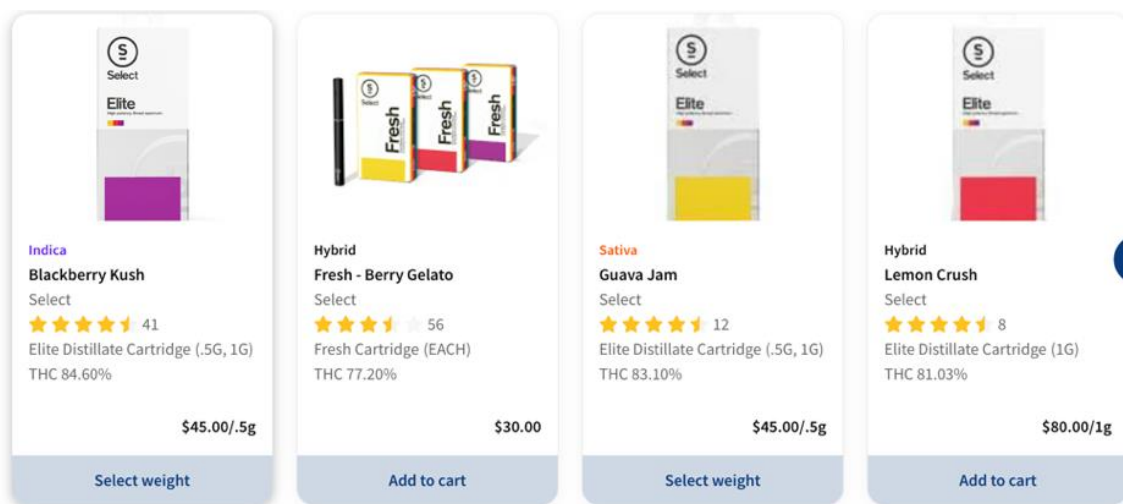 Select
Elite
Indica
Blackberry Kush
Select
41
Elite Distillate Cartridge (.5G, 1G)
THC 84.60%
$45.00/.5g
Select weight
Select
Fresh
Fresh
Fresh
Hybrid
Fresh - Berry Gelato
Select
56
Fresh Cartridge (EACH)
THC 77.20%
$30.00
Add to cart
Select
Elite
Sativa
Guava Jam
Select
12
Elite Distillate Cartridge (.5G, 1G)
THC 83.10%
$45.00/.5g
Select weight
Select
Elite
Hybrid
Lemon Crush
Select
8
Elite Distillate Cartridge (1G)
THC 81.03%
$80.00/1g
Add to cart